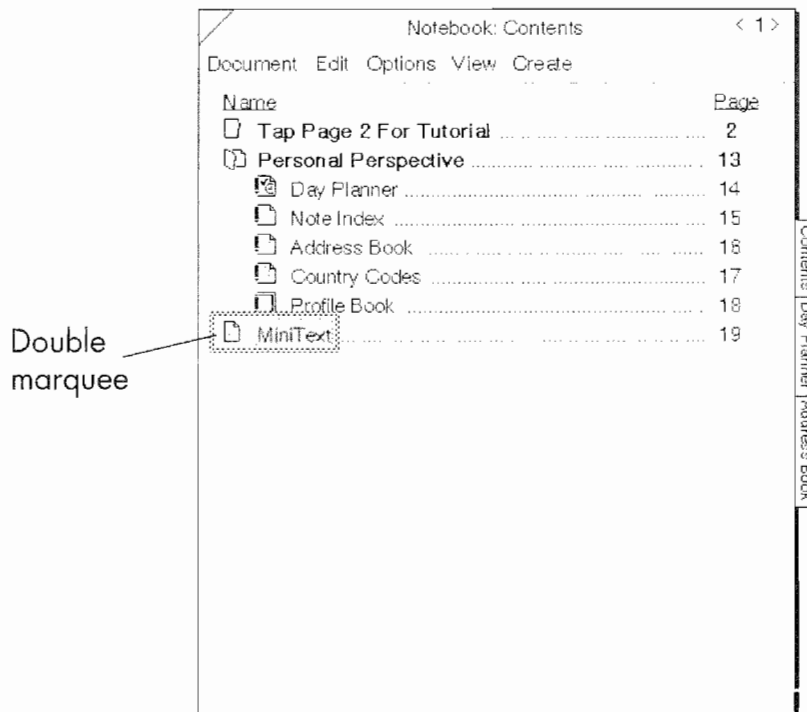 Notebook: Contents < 1 >
Document Edit Options View Create
Name Page
Tap Page 2 For Tutorial 2
Personal Perspective 13
Day Planner 14
Note Index 15
Address Book 16
Country Codes 17
Profile Book 18
MiniText 19
Double
marquee
Contents
Day Planner
Address Book